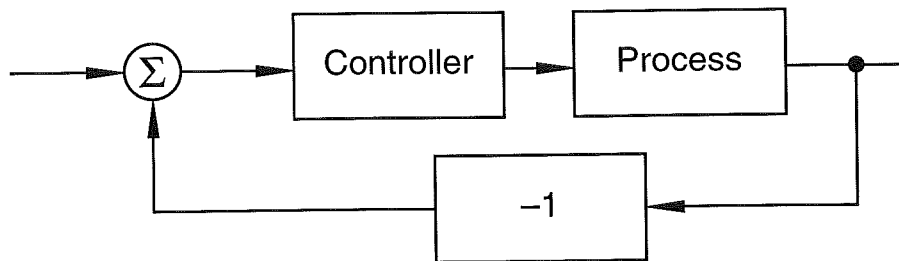 Σ
Controller
Process
–1